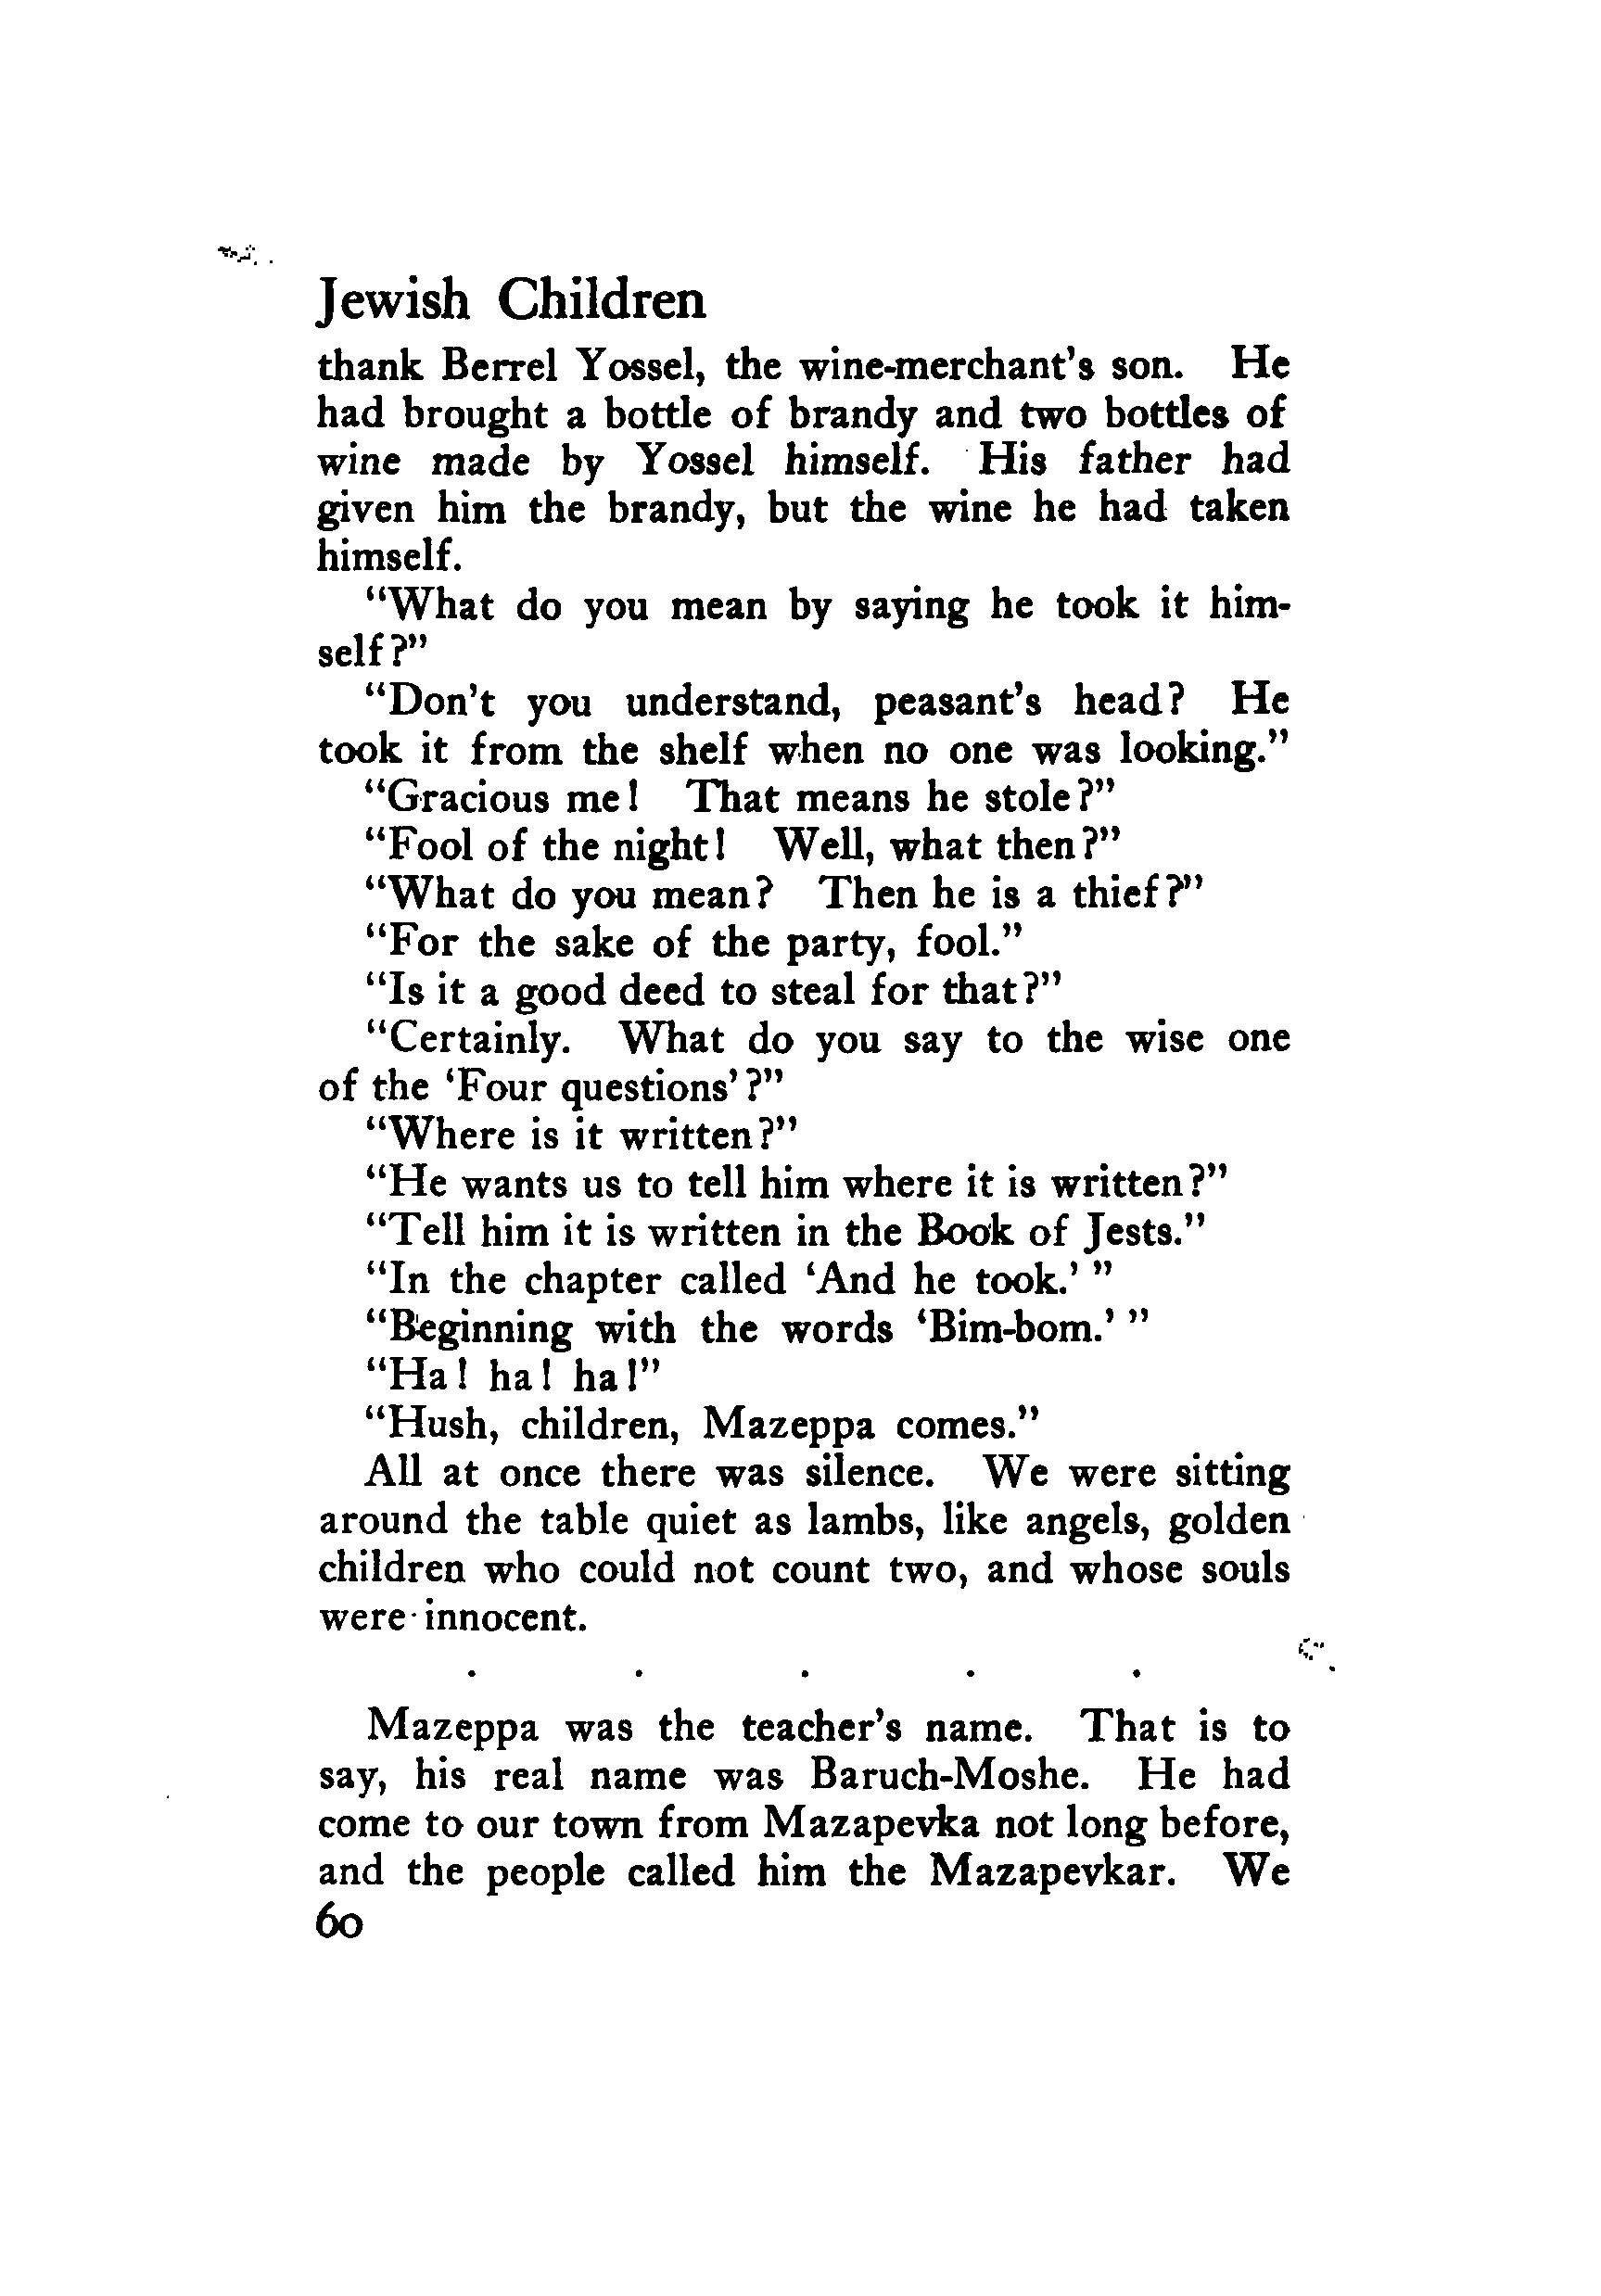 Jewish Children
thank Berrel Yossel, the wine-merchant's son. He
had brought a bottle of brandy and two bottles of
wine made by Yossel himself. His father had
given him the brandy, but the wine he had taken
himself.
"What do you mean by saying he took it him-
self?"
"Don't you understand, peasant's head? He
took it from the shelf when no one was looking."
"Gracious me! That means he stole?"
"Fool of the night! Well, what then?"
"What do you mean? Then he is a thief?"
"For the sake of the party, fool."
"Is it a good deed to steal for that?"
"Certainly. What do you say to the wise one
of the 'Four questions'?"
"Where is it written?"
"He wants us to tell him where it is written?"
"Tell him it is written in the Book of Jests."
"In the chapter called 'And he took.' "
"Beginning with the words 'Bim-bom.' "
"Ha! ha! ha!"
"Hush, children, Mazeppa comes."
All at once there was silence. We were sitting
around the table quiet as lambs, like angels, golden
children who could not count two, and whose souls
were innocent.
. . . . .
Mazeppa was the teacher's name. That is to
say, his real name was Baruch-Moshe. He had
come to our town from Mazapevka not long before,
and the people called him the Mazapevkar. We
60